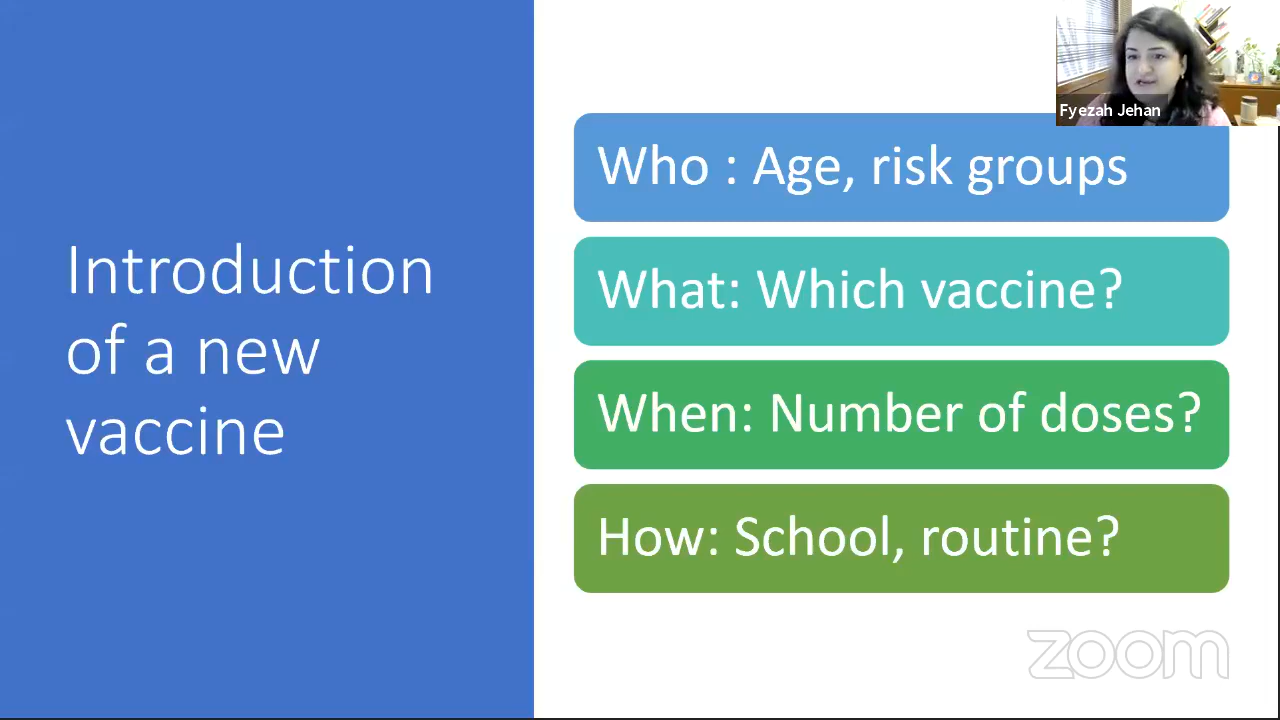 Fyezah Jehan
Introduction
of a new
vaccine
Who : Age, risk groups
What: Which vaccine?
When: Number of doses?
How: School, routine?
zoom